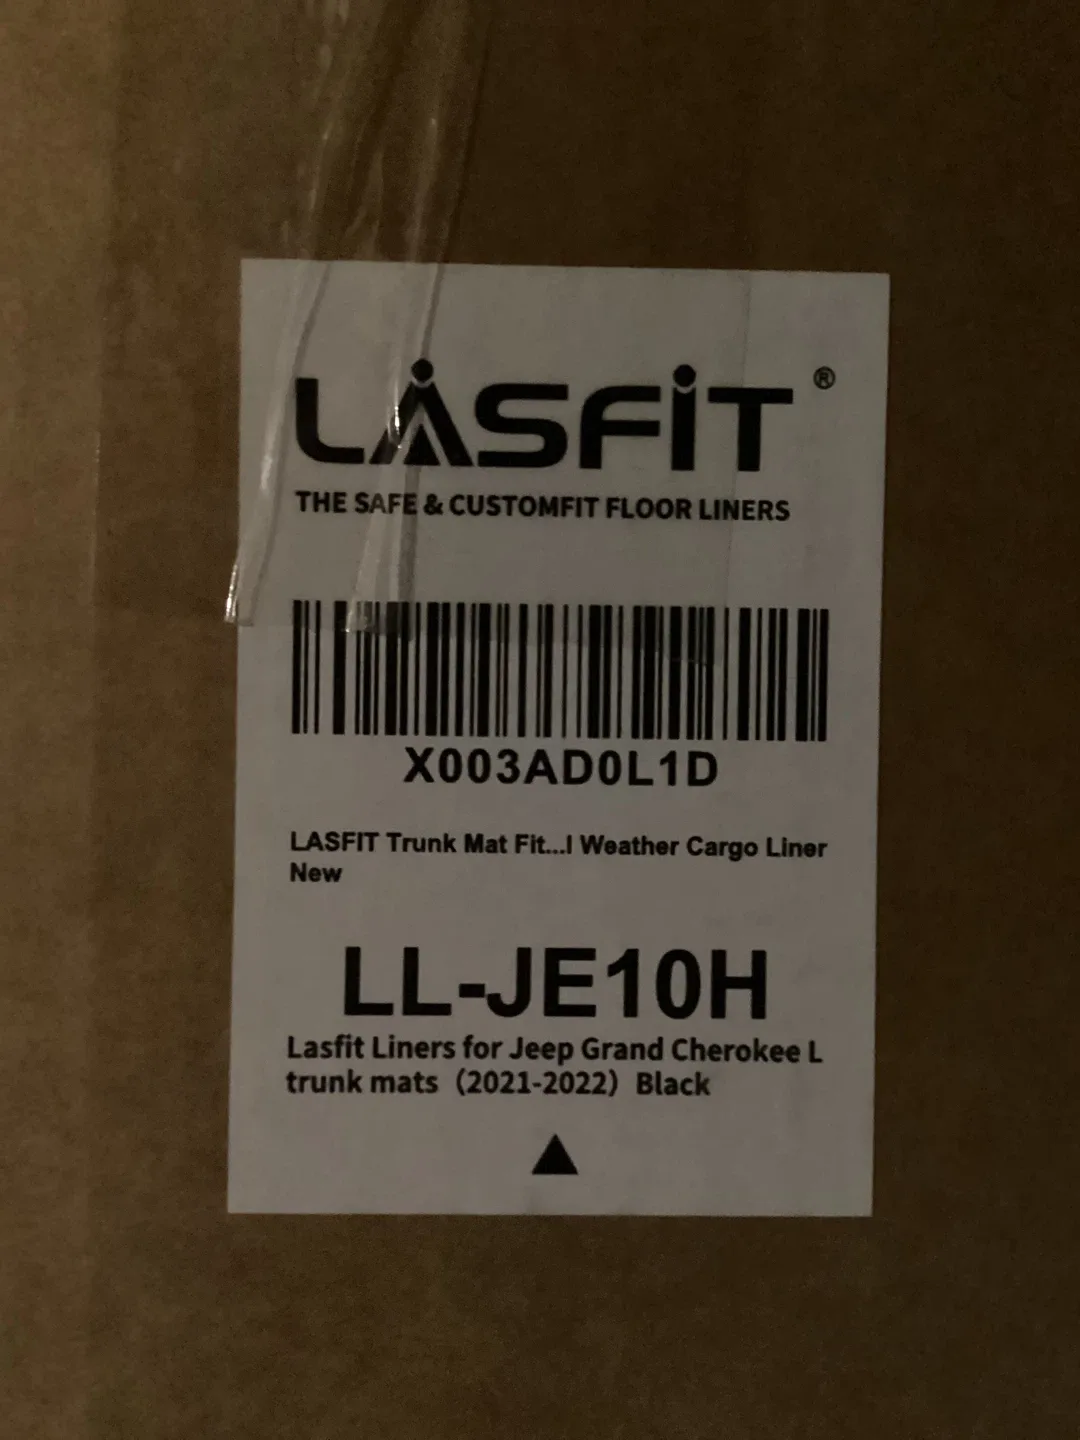 LASFIT ®
THE SAFE & CUSTOMFIT FLOOR LINERS
X003AD0L1D
LASFIT Trunk Mat Fit...l Weather Cargo Liner
New
LL-JE10H
Lasfit Liners for Jeep Grand Cherokee L
trunk mats（2021-2022）Black